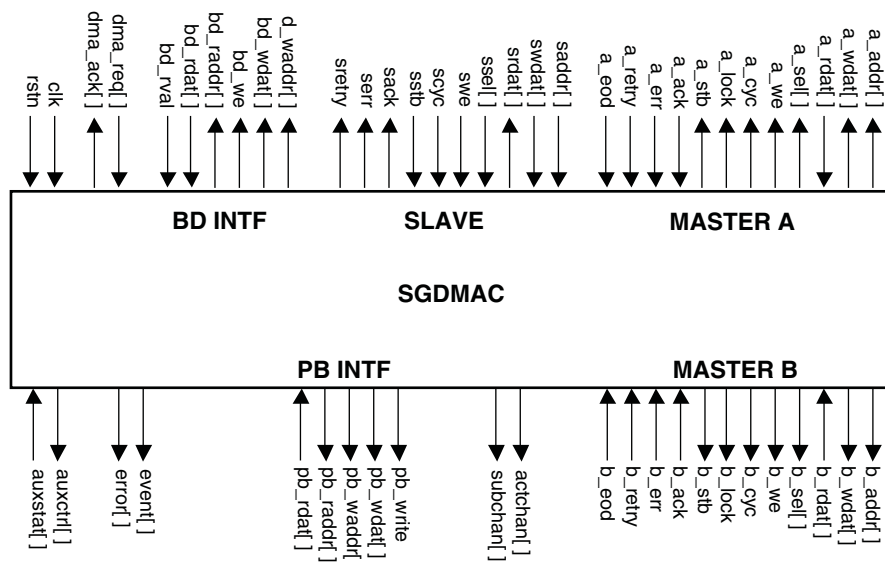 rstn
clk
dma_ack[ ]
dma_req[ ]
bd_rval
bd_rdat[ ]
bd_raddr[ ]
bd_we
bd_wdat[ ]
d_waddr[ ]
sretry
serr
sack
sstb
scyc
swe
ssel[ ]
srdat[ ]
swdat[ ]
saddr[ ]
a_eod
a_retry
a_err
a_ack
a_stb
a_lock
a_cyc
a_we
a_sel[ ]
a_rdat[ ]
a_wdat[ ]
a_addr[ ]
BD INTF
SLAVE
MASTER A
SGDMAC
PB INTF
MASTER B
auxstat[ ]
auxctrl[ ]
error[ ]
event[ ]
pb_rdat[ ]
pb_raddr[ ]
pb_waddr[
pb_wdat[ ]
pb_write
subchan[ ]
actchan[ ]
b_eod
b_retry
b_err
b_ack
b_stb
b_lock
b_cyc
b_we
b_sel[ ]
b_rdat[ ]
b_wdat[ ]
b_addr[ ]